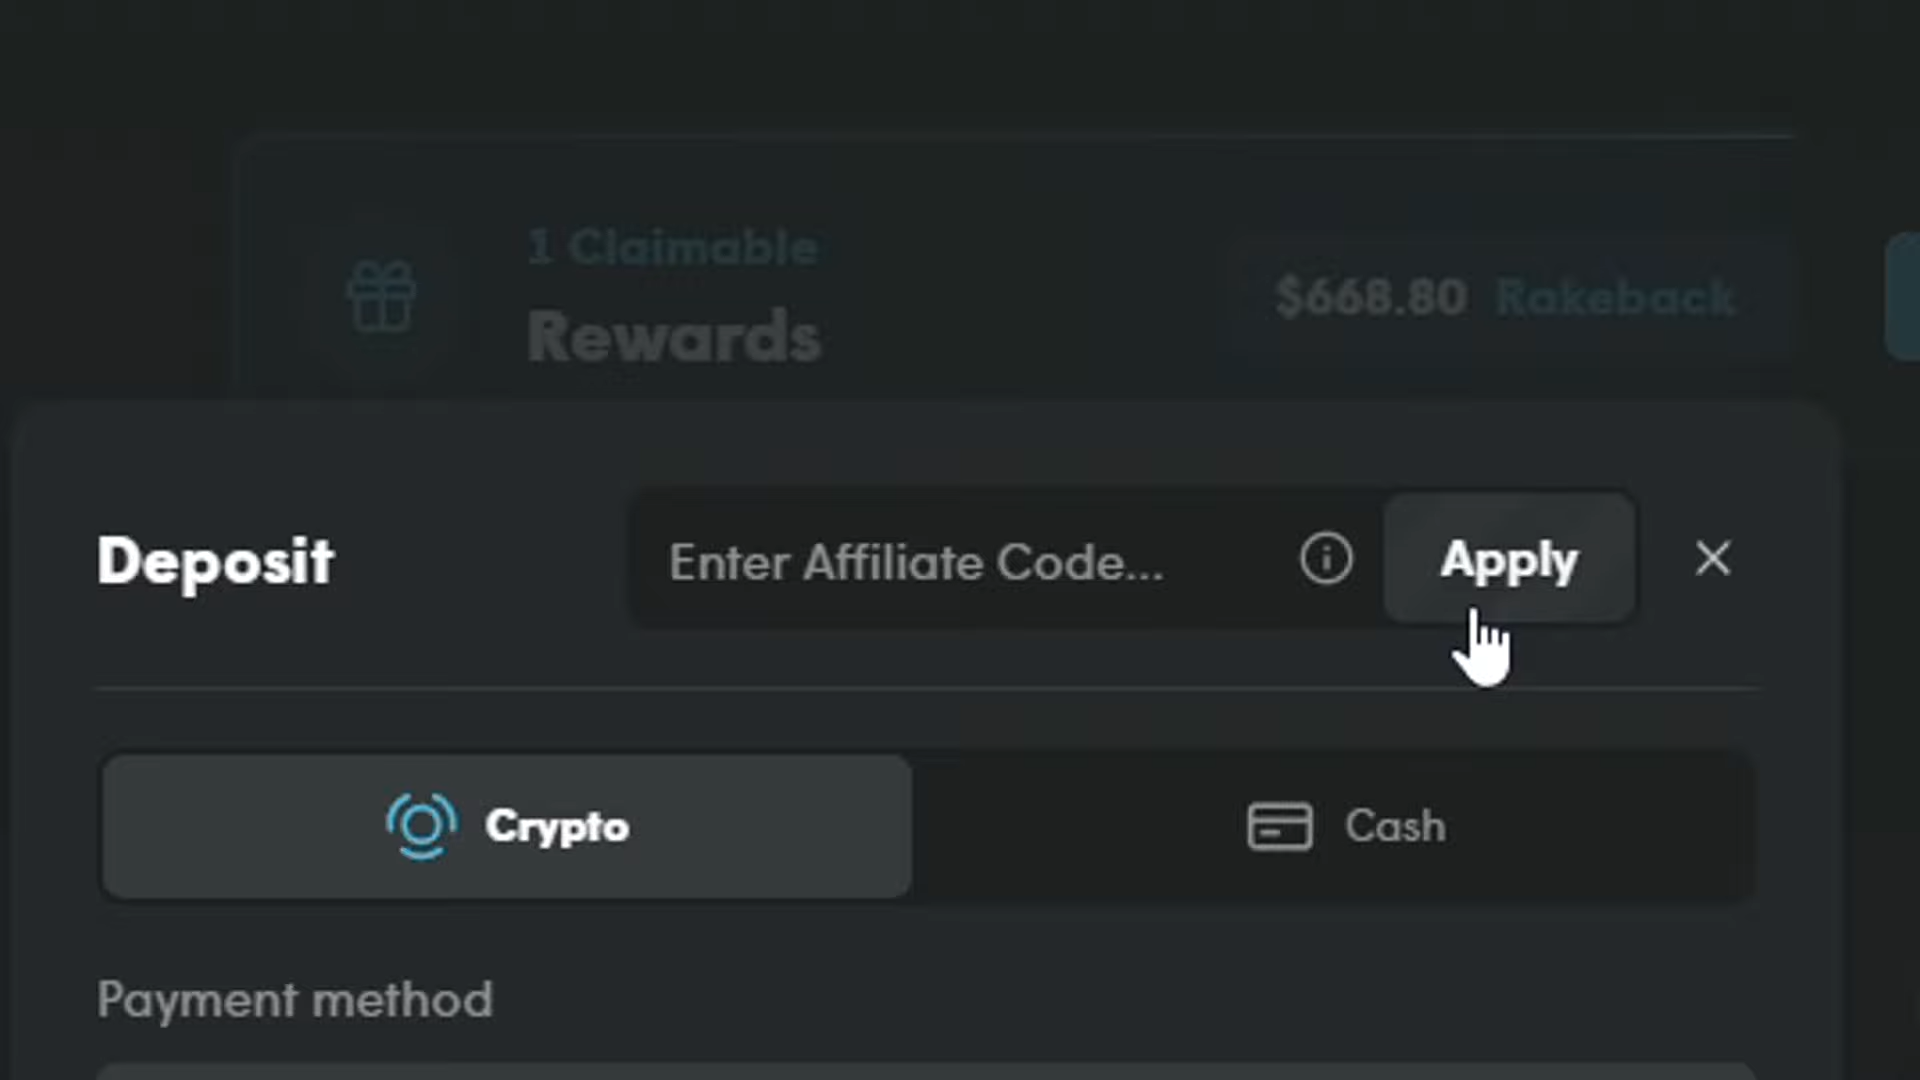 1 Claimable
Rewards
$668.80 Rakeback
Deposit
Enter Affiliate Code...
Apply
Crypto
Cash
Payment method